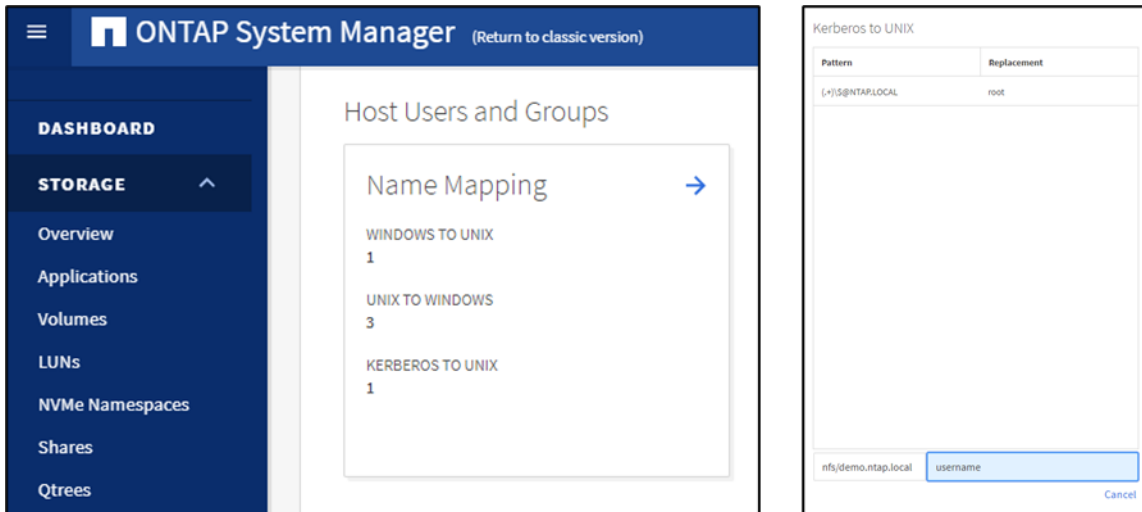 ONTAP System Manager (Return to classic version)
DASHBOARD
STORAGE
Overview
Applications
Volumes
LUNs
NVMe Namespaces
Shares
Qtrees
Host Users and Groups
Name Mapping
WINDOWS TO UNIX
1
UNIX TO WINDOWS
3
KERBEROS TO UNIX
1
Kerberos to UNIX
Pattern Replacement
(.+)\$@NTAP.LOCAL root
nfs/demo.ntap.local username
Cancel